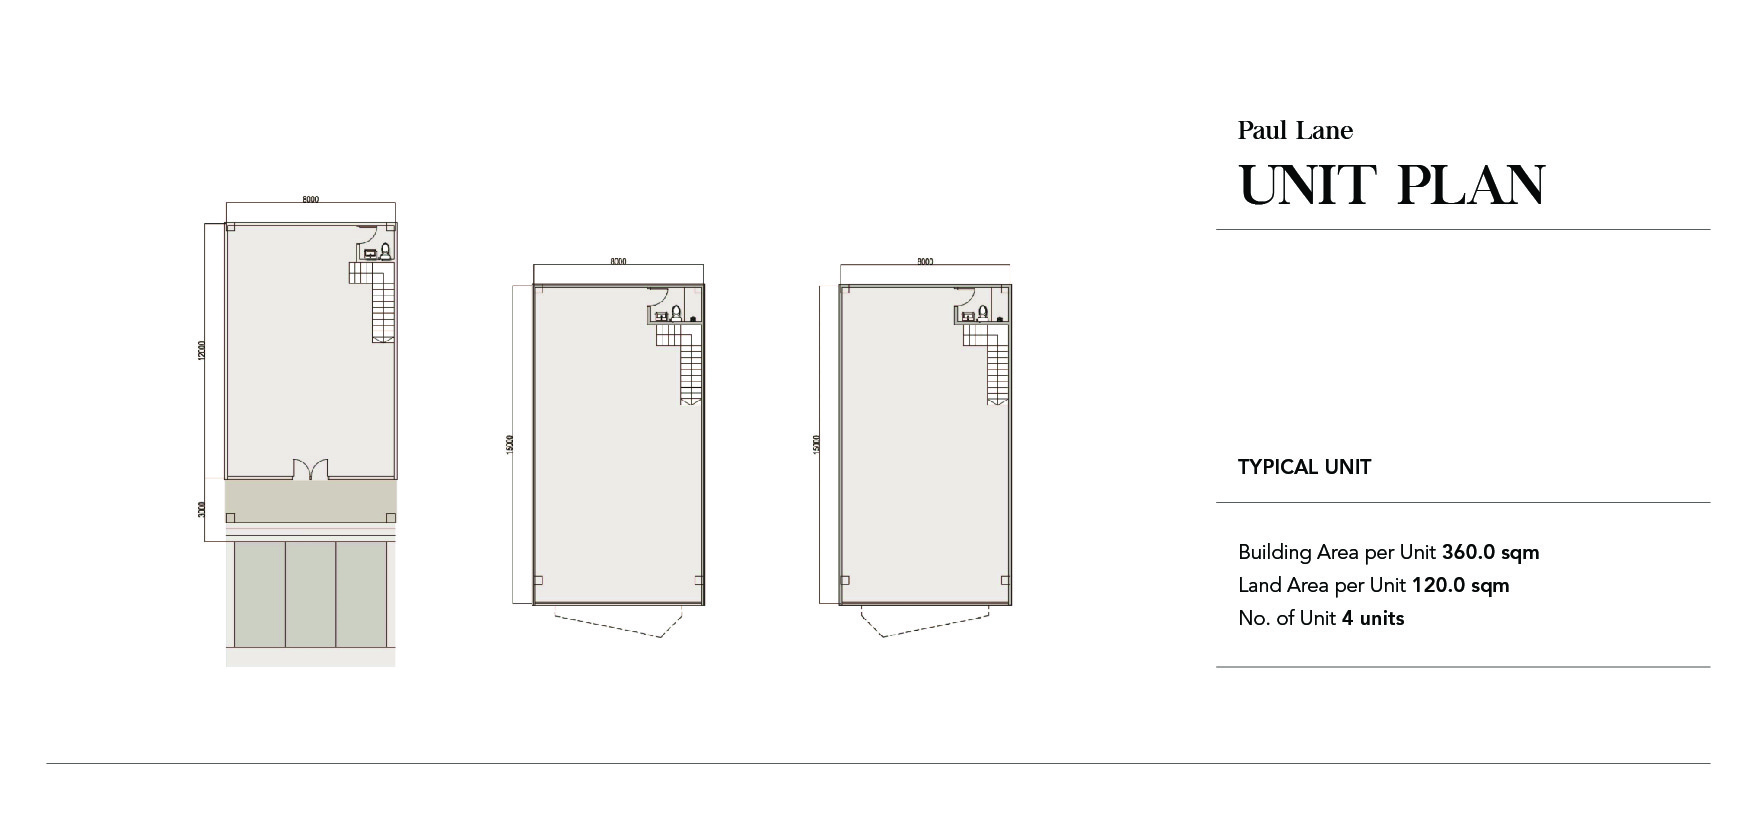 Paul Lane
UNIT PLAN
8000
12000
3000
8000
15000
8000
15000
TYPICAL UNIT
Building Area per Unit 360.0 sqm
Land Area per Unit 120.0 sqm
No. of Unit 4 units